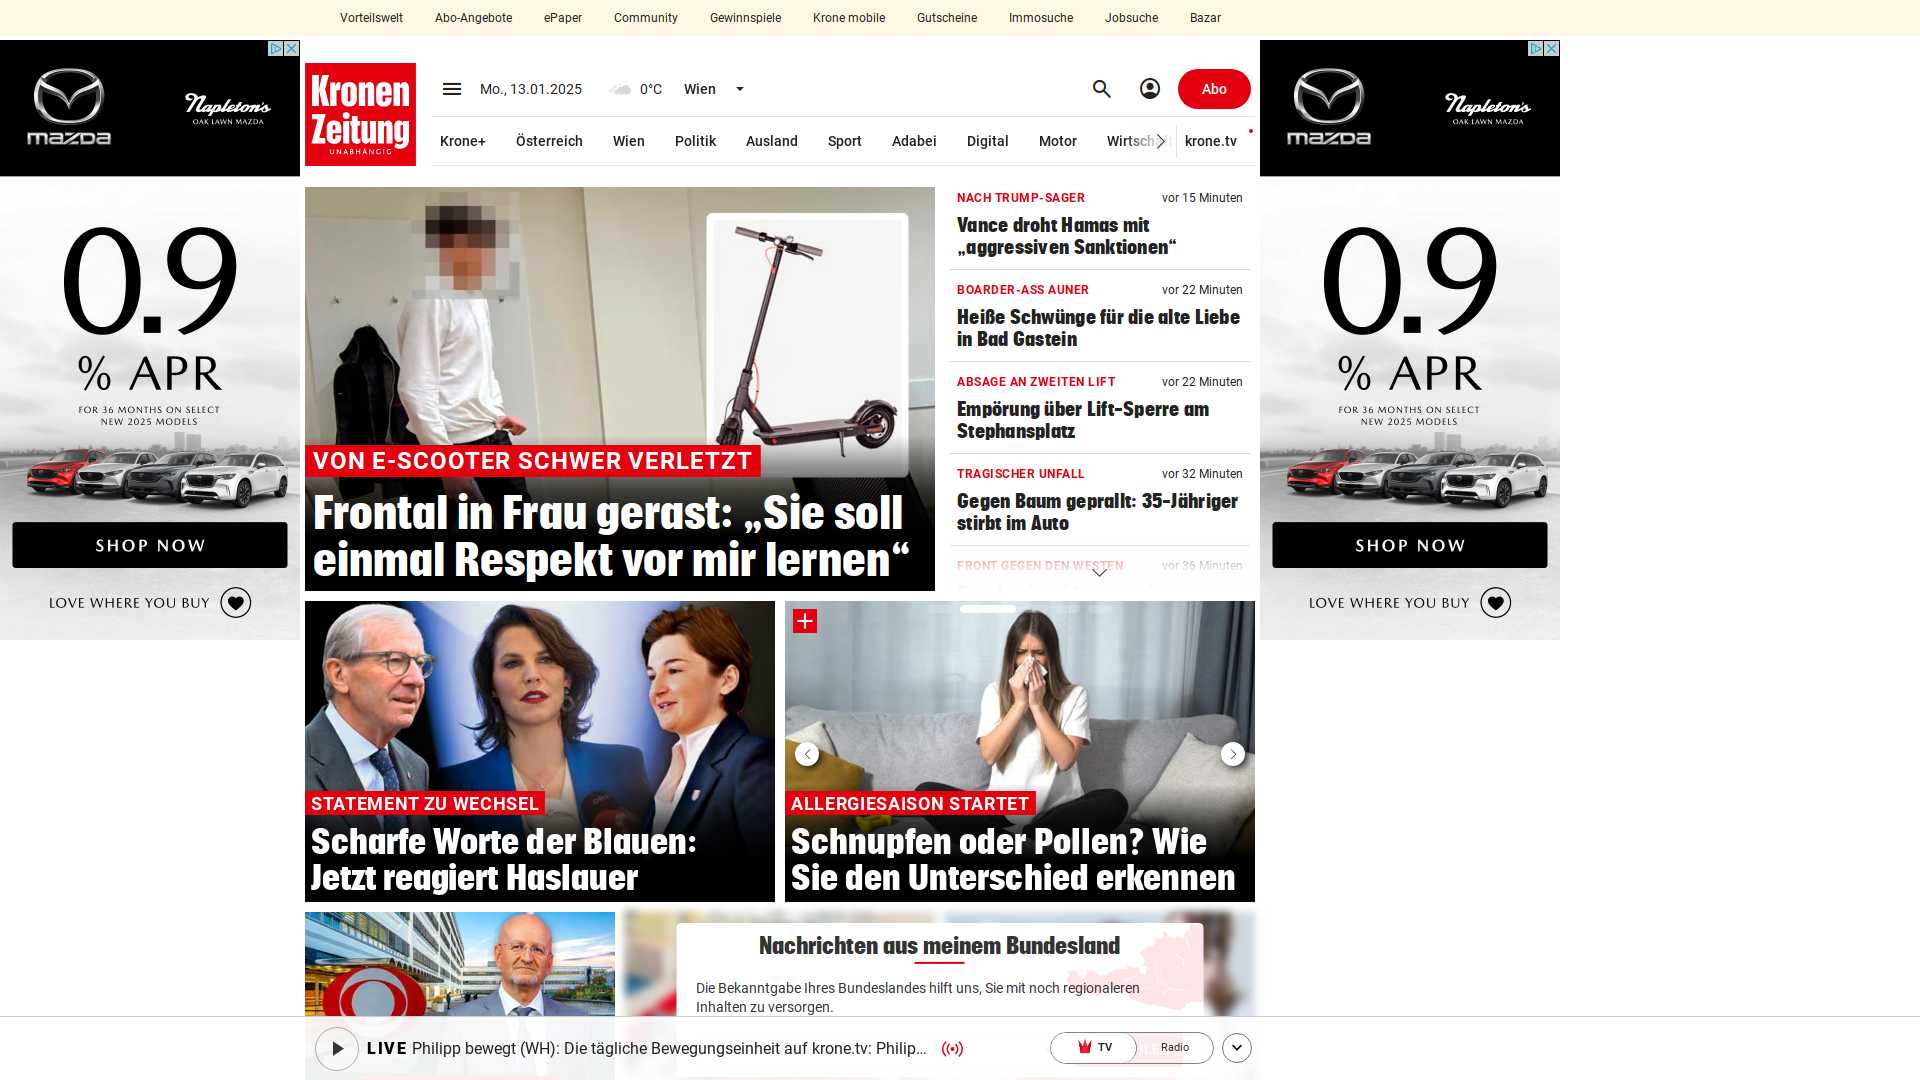 Vorteilswelt Abo-Angebote ePaper Community Gewinnspiele Krone mobile Gutscheine Immosuche Jobsuche Bazar
mazda
Napleton's
OAK LAWN MAZDA
0.9
% APR
FOR 36 MONTHS ON SELECT
NEW 2025 MODELS
SHOP NOW
LOVE WHERE YOU BUY
Kronen
Zeitung
UNABHÄNGIG
Mo., 13.01.2025 0°C Wien
Abo
Krone+ Österreich Wien Politik Ausland Sport Adabei Digital Motor Wirtschaft krone.tv
VON E-SCOOTER SCHWER VERLETZT
Frontal in Frau gerast: „Sie soll
einmal Respekt vor mir lernen“
NACH TRUMP-SAGER vor 15 Minuten
Vance droht Hamas mit
„aggressiven Sanktionen“
BOARDER-ASS AUNER vor 22 Minuten
Heiße Schwünge für die alte Liebe
in Bad Gastein
ABSAGE AN ZWEITEN LIFT vor 22 Minuten
Empörung über Lift-Sperre am
Stephansplatz
TRAGISCHER UNFALL vor 32 Minuten
Gegen Baum geprallt: 35-Jähriger
stirbt im Auto
FRONT GEGEN DEN WESTEN vor 36 Minuten
STATEMENT ZU WECHSEL
Scharfe Worte der Blauen:
Jetzt reagiert Haslauer
ALLERGIESAISON STARTET
Schnupfen oder Pollen? Wie
Sie den Unterschied erkennen
Nachrichten aus meinem Bundesland
Die Bekanntgabe Ihres Bundeslandes hilft uns, Sie mit noch regionaleren
Inhalten zu versorgen.
LIVE Philipp bewegt (WH): Die tägliche Bewegungseinheit auf krone.tv: Philip...
TV Radio
mazda
Napleton's
OAK LAWN MAZDA
0.9
% APR
FOR 36 MONTHS ON SELECT
NEW 2025 MODELS
SHOP NOW
LOVE WHERE YOU BUY